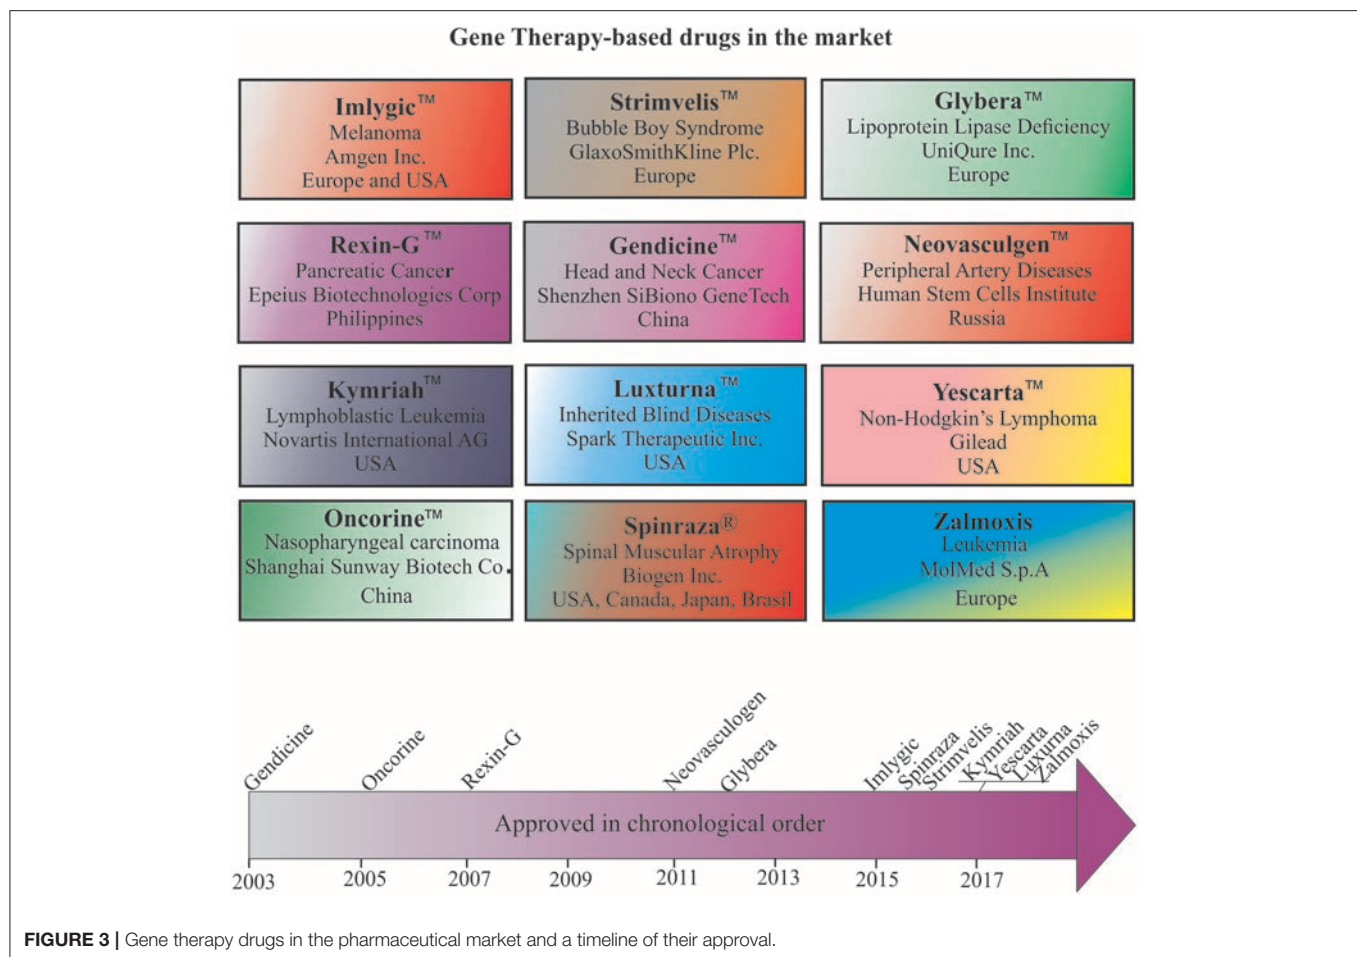 Gene Therapy-based drugs in the market
Imlygic™
Melanoma
Amgen Inc.
Europe and USA
Strimvelis™
Bubble Boy Syndrome
GlaxoSmithKline Plc.
Europe
Glybera™
Lipoprotein Lipase Deficiency
UniQure Inc.
Europe
Rexin-G™
Pancreatic Cancer
Epeius Biotechnologies Corp
Philippines
Gendicine™
Head and Neck Cancer
Shenzhen SiBiono GeneTech
China
Neovasculgen™
Peripheral Artery Diseases
Human Stem Cells Institute
Russia
Kymriah™
Lymphoblastic Leukemia
Novartis International AG
USA
Luxturna™
Inherited Blind Diseases
Spark Therapeutic Inc.
USA
Yescarta™
Non-Hodgkin's Lymphoma
Gilead
USA
Oncorine™
Nasopharyngeal carcinoma
Shanghai Sunway Biotech Co.
China
Spinraza®
Spinal Muscular Atrophy
Biogen Inc.
USA, Canada, Japan, Brasil
Zalmoxis
Leukemia
MolMed S.p.A
Europe
Gendicine
Oncorine
Rexin-G
Neovasculogen
Glybera
Imlygic
Spinraza
Strimvelis
Kymriah
Yescarta
Luxurna
Zalmoxis
Approved in chronological order
2003 2005 2007 2009 2011 2013 2015 2017
FIGURE 3 | Gene therapy drugs in the pharmaceutical market and a timeline of their approval.